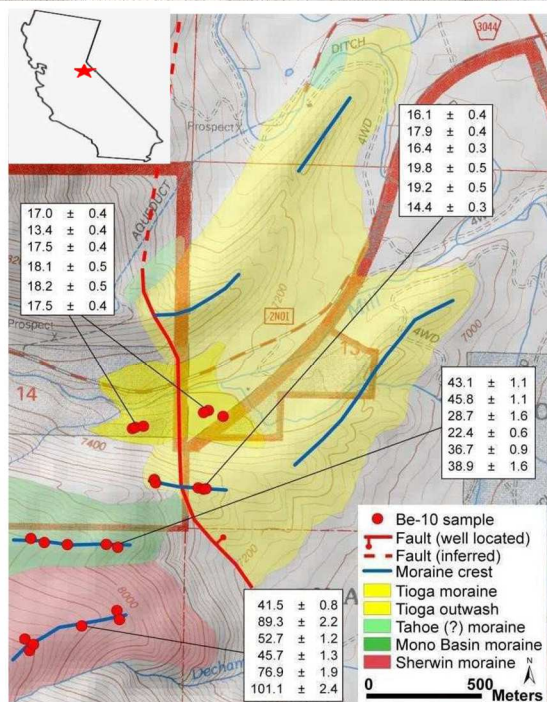 DITCH
3044
4WD
Prospect
AQUEDUCT
16.1 ± 0.4
17.9 ± 0.4
16.4 ± 0.3
19.8 ± 0.5
19.2 ± 0.5
14.4 ± 0.3
17.0 ± 0.4
13.4 ± 0.4
17.5 ± 0.4
18.1 ± 0.5
18.2 ± 0.5
17.5 ± 0.4
4WD
7200
Mill
7000
Prospect
2N01
4WD
13
14
7400
43.1 ± 1.1
45.8 ± 1.1
28.7 ± 1.6
22.4 ± 0.6
36.7 ± 0.9
38.9 ± 1.6
7200
8000
41.5 ± 0.8
89.3 ± 2.2
52.7 ± 1.2
45.7 ± 1.3
76.9 ± 1.9
101.1 ± 2.4
Be-10 sample
Fault (well located)
Fault (inferred)
Moraine crest
Tioga moraine
Tioga outwash
Tahoe (?) moraine
Mono Basin moraine
Sherwin moraine
N
0 500
Meters